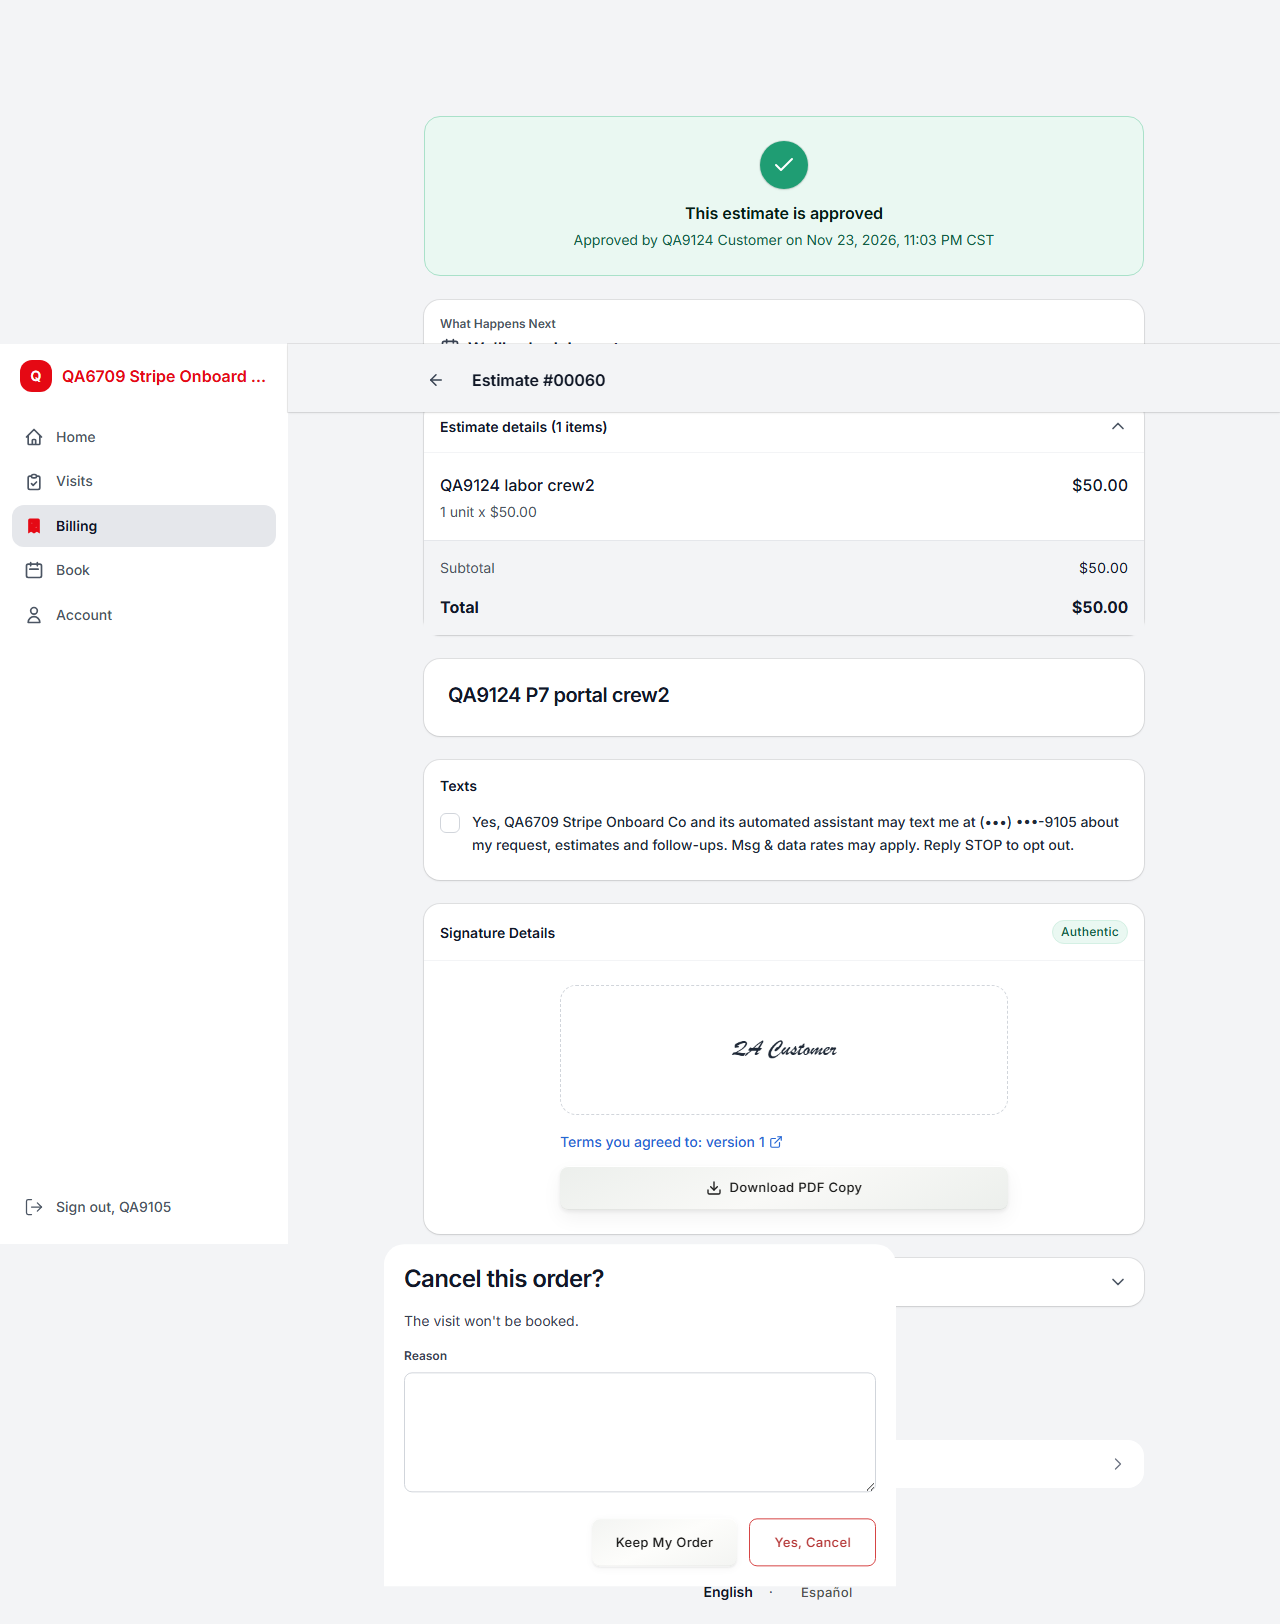 This estimate is approved
Approved by QA9124 Customer on Nov 23, 2026, 11:03 PM CST
What Happens Next
Q
QA6709 Stripe Onboard ...
Estimate #00060
Home
Visits
Billing
Book
Account
Estimate details (1 items)
QA9124 labor crew2 $50.00
1 unit x $50.00
Subtotal $50.00
Total $50.00
QA9124 P7 portal crew2
Texts
Yes, QA6709 Stripe Onboard Co and its automated assistant may text me at (•••) •••-9105 about
my request, estimates and follow-ups. Msg & data rates may apply. Reply STOP to opt out.
Signature Details
Authentic
QA Customer
Terms you agreed to: version 1
Download PDF Copy
Sign out, QA9105
Cancel this order?
The visit won't be booked.
Reason
Keep My Order
Yes, Cancel
English · Español